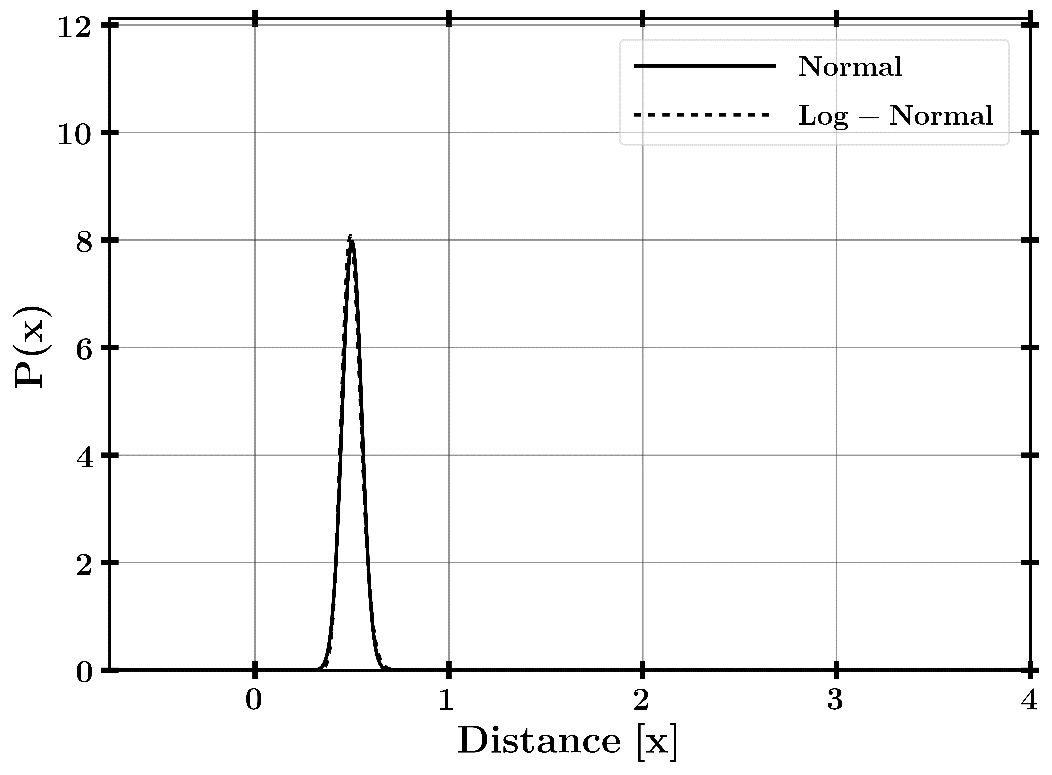 12
10
8
6
4
2
0
P(x)
Normal
Log – Normal
0 1 2 3 4
Distance [x]